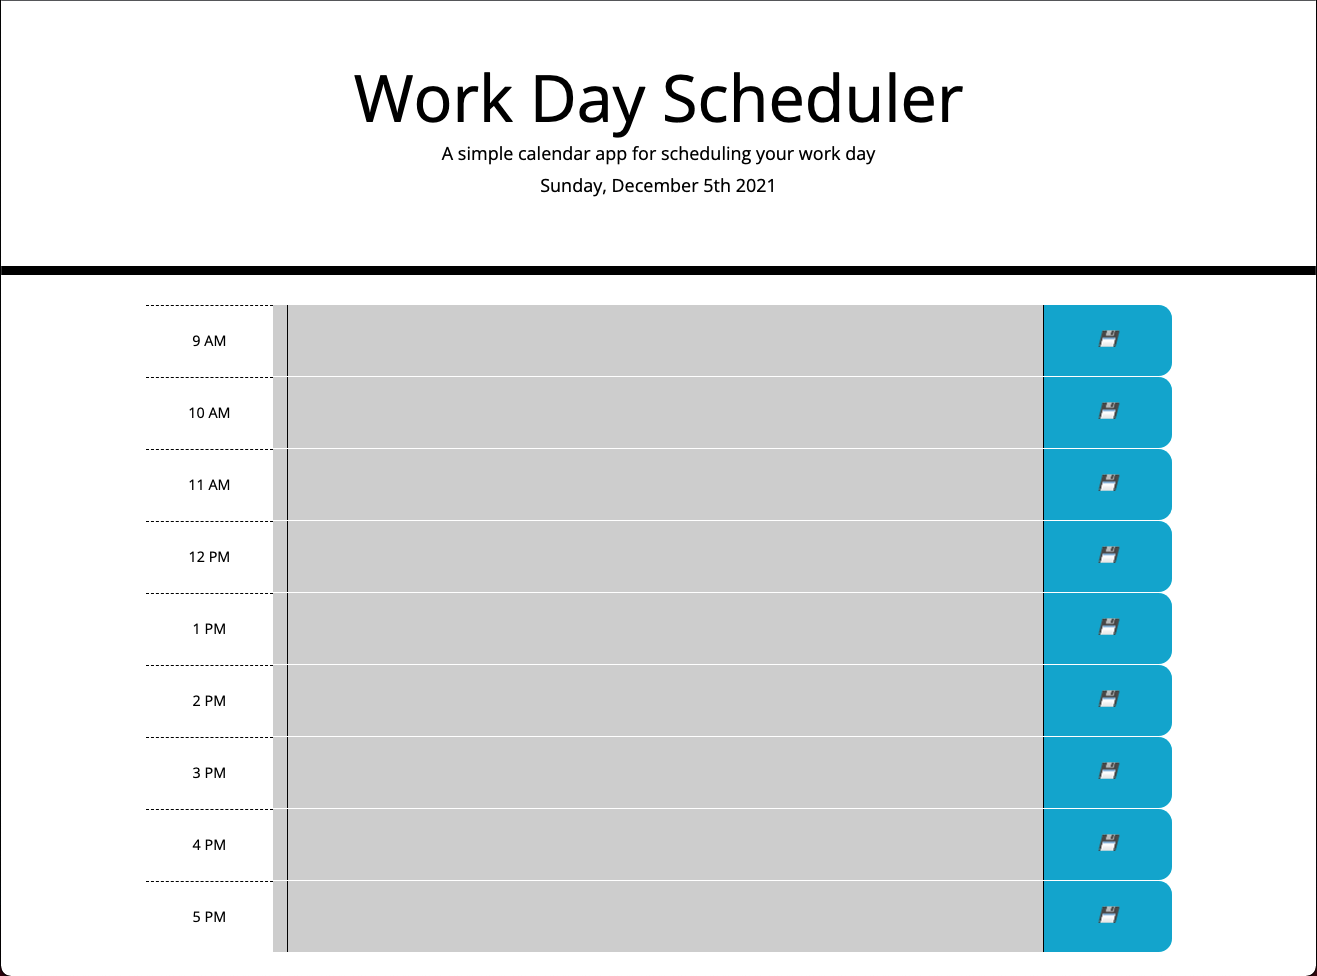 Work Day Scheduler
A simple calendar app for scheduling your work day
Sunday, December 5th 2021
9 AM
10 AM
11 AM
12 PM
1 PM
2 PM
3 PM
4 PM
5 PM